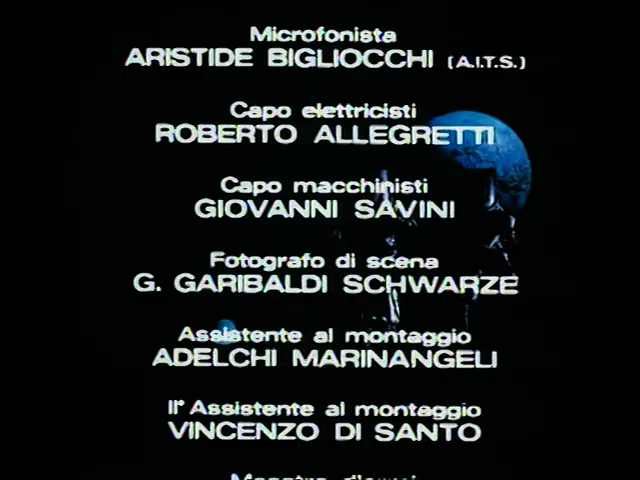 Microfonista
ARISTIDE BIGLIOCCHI (A.I.T.S.)
Capo elettricisti
ROBERTO ALLEGRETTI
Capo macchinisti
GIOVANNI SAVINI
Fotografo di scena
G. GARIBALDI SCHWARZE
Assistente al montaggio
ADELCHI MARINANGELI
IIº Assistente al montaggio
VINCENZO DI SANTO